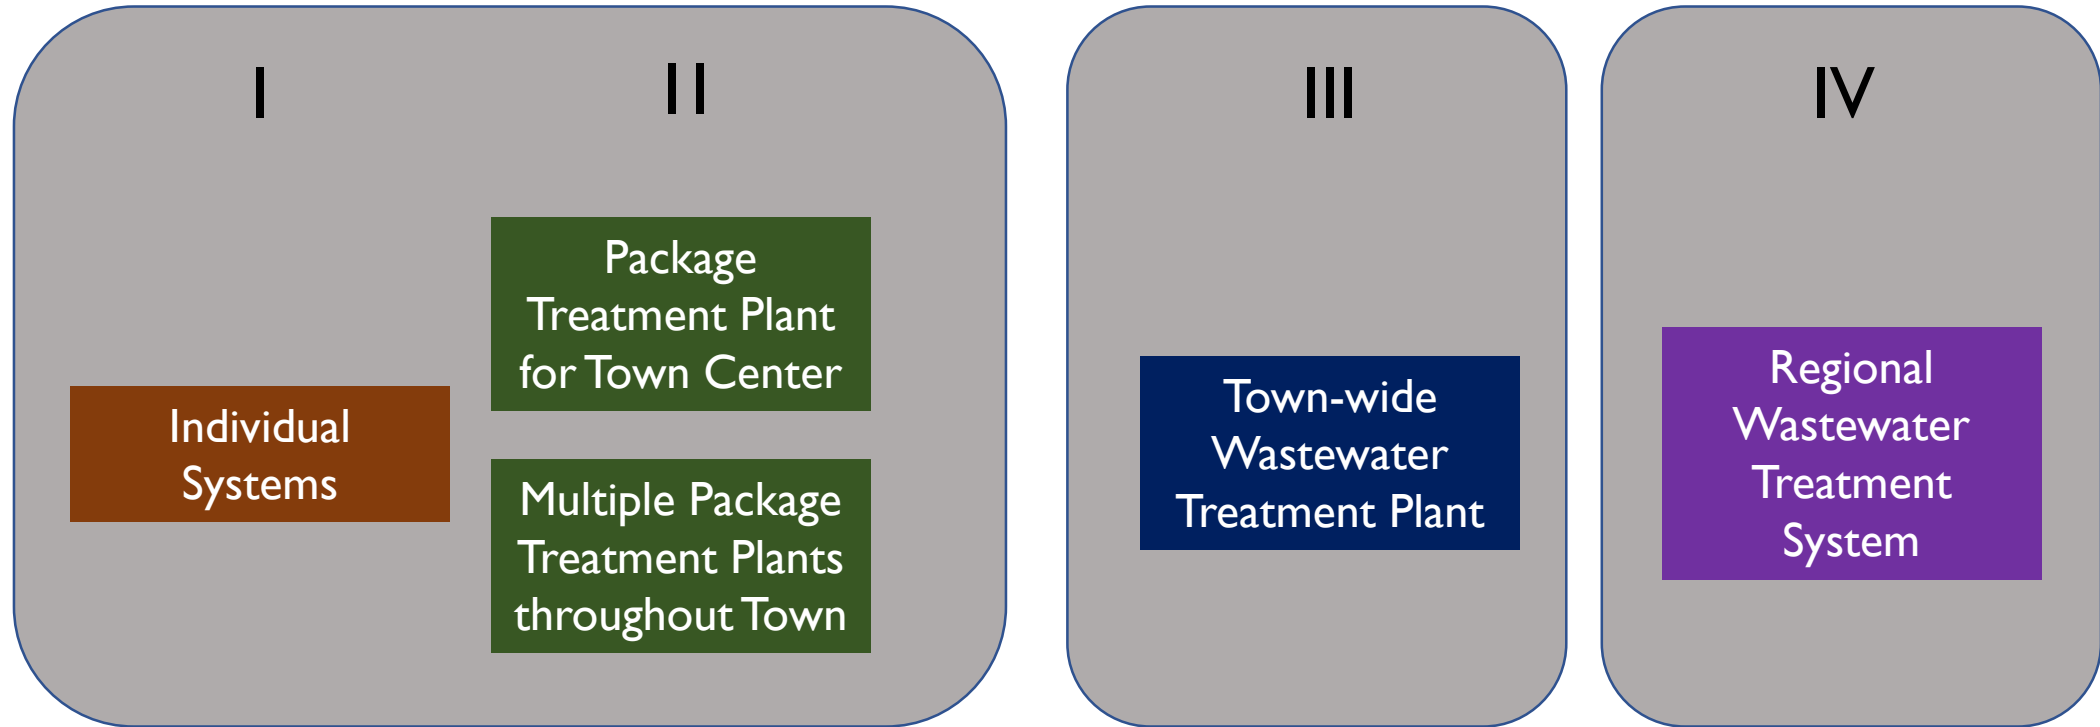 I
II
III
IV
Individual
Systems
Package
Treatment Plant
for Town Center
Multiple Package
Treatment Plants
throughout Town
Town-wide
Wastewater
Treatment Plant
Regional
Wastewater
Treatment
System